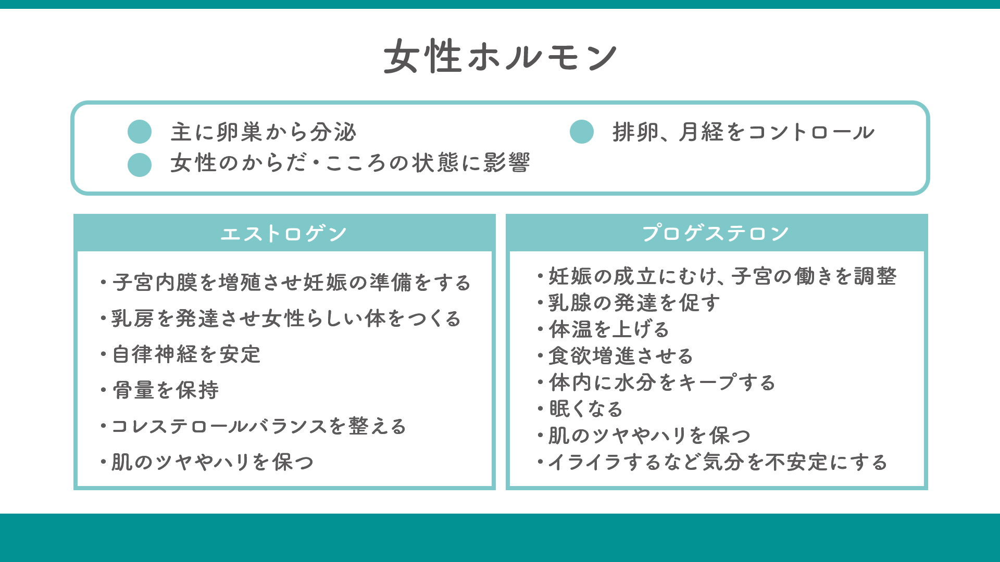 女性ホルモン
主に卵巣から分泌
排卵、月経をコントロール
女性のからだ・こころの状態に影響
エストロゲン
・子宮内膜を増殖させ妊娠の準備をする
・乳房を発達させ女性らしい体をつくる
・自律神経を安定
・骨量を保持
・コレステロールバランスを整える
・肌のツヤやハリを保つ
プロゲステロン
・妊娠の成立にむけ、子宮の働きを調整
・乳腺の発達を促す
・体温を上げる
・食欲増進させる
・体内に水分をキープする
・眠くなる
・肌のツヤやハリを保つ
・イライラするなど気分を不安定にする